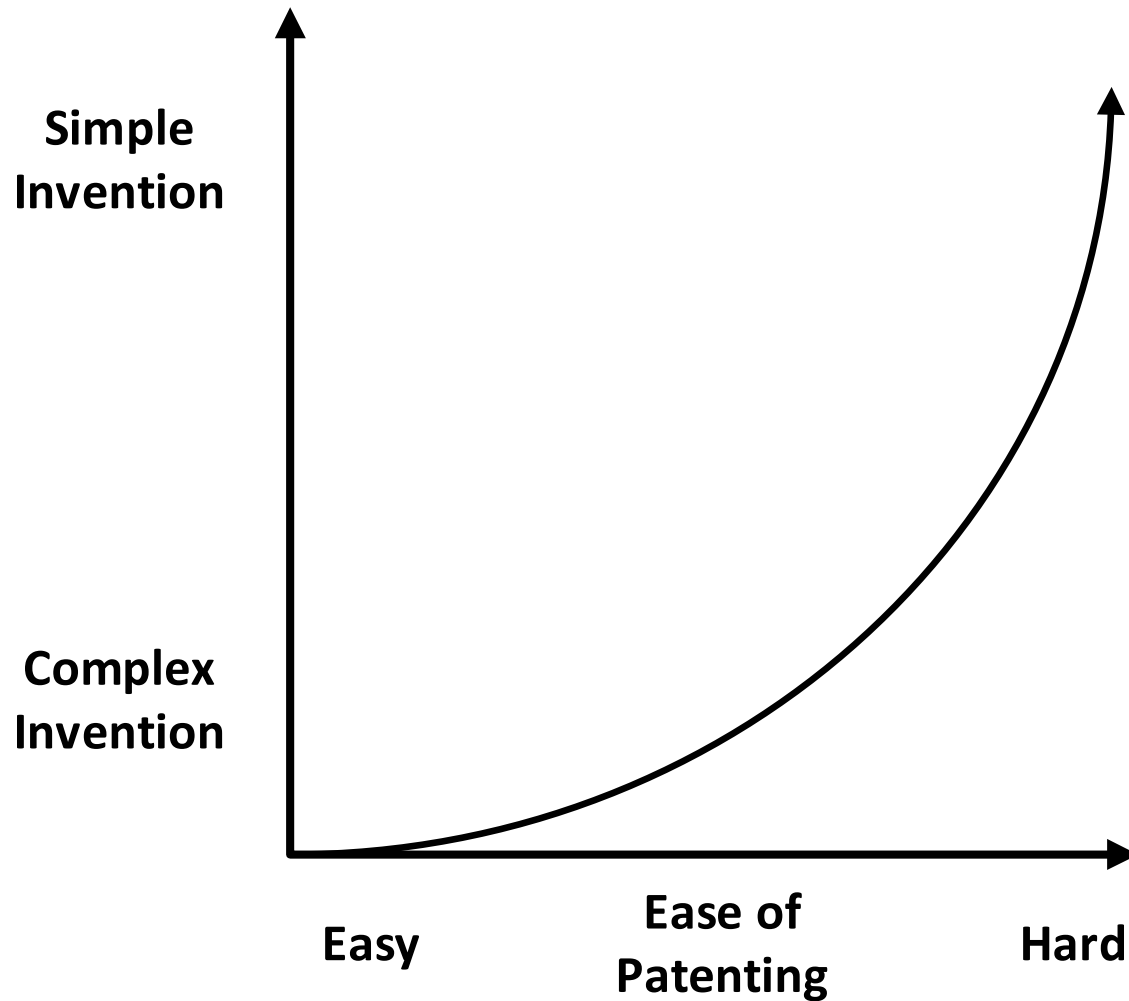 Simple
Invention
Complex
Invention
Easy
Ease of
Patenting
Hard